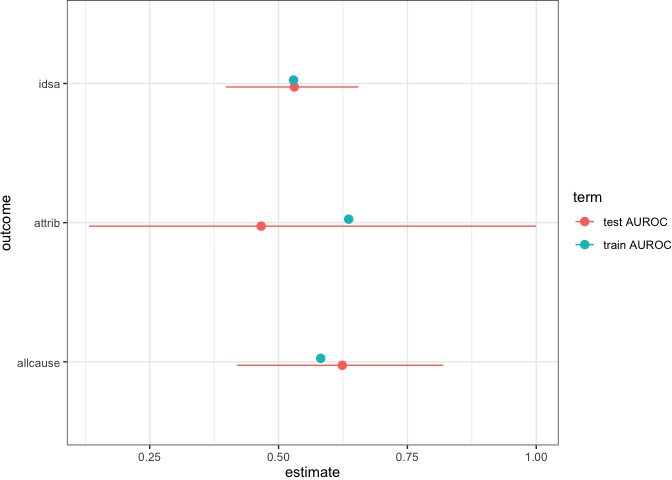 idsa
attrib
allcause
outcome
0.25 0.50 0.75 1.00
estimate
term
test AUROC
train AUROC